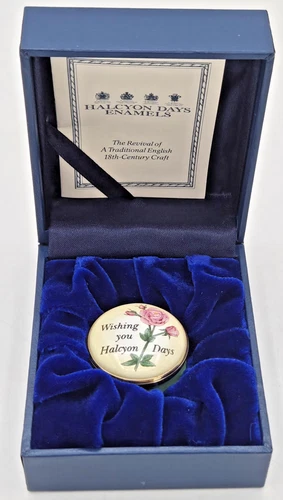 HALCYON DAYS
ENAMELS
The Revival of
A Traditional English
18th-Century Craft
Wishing
you
Halcyon Days